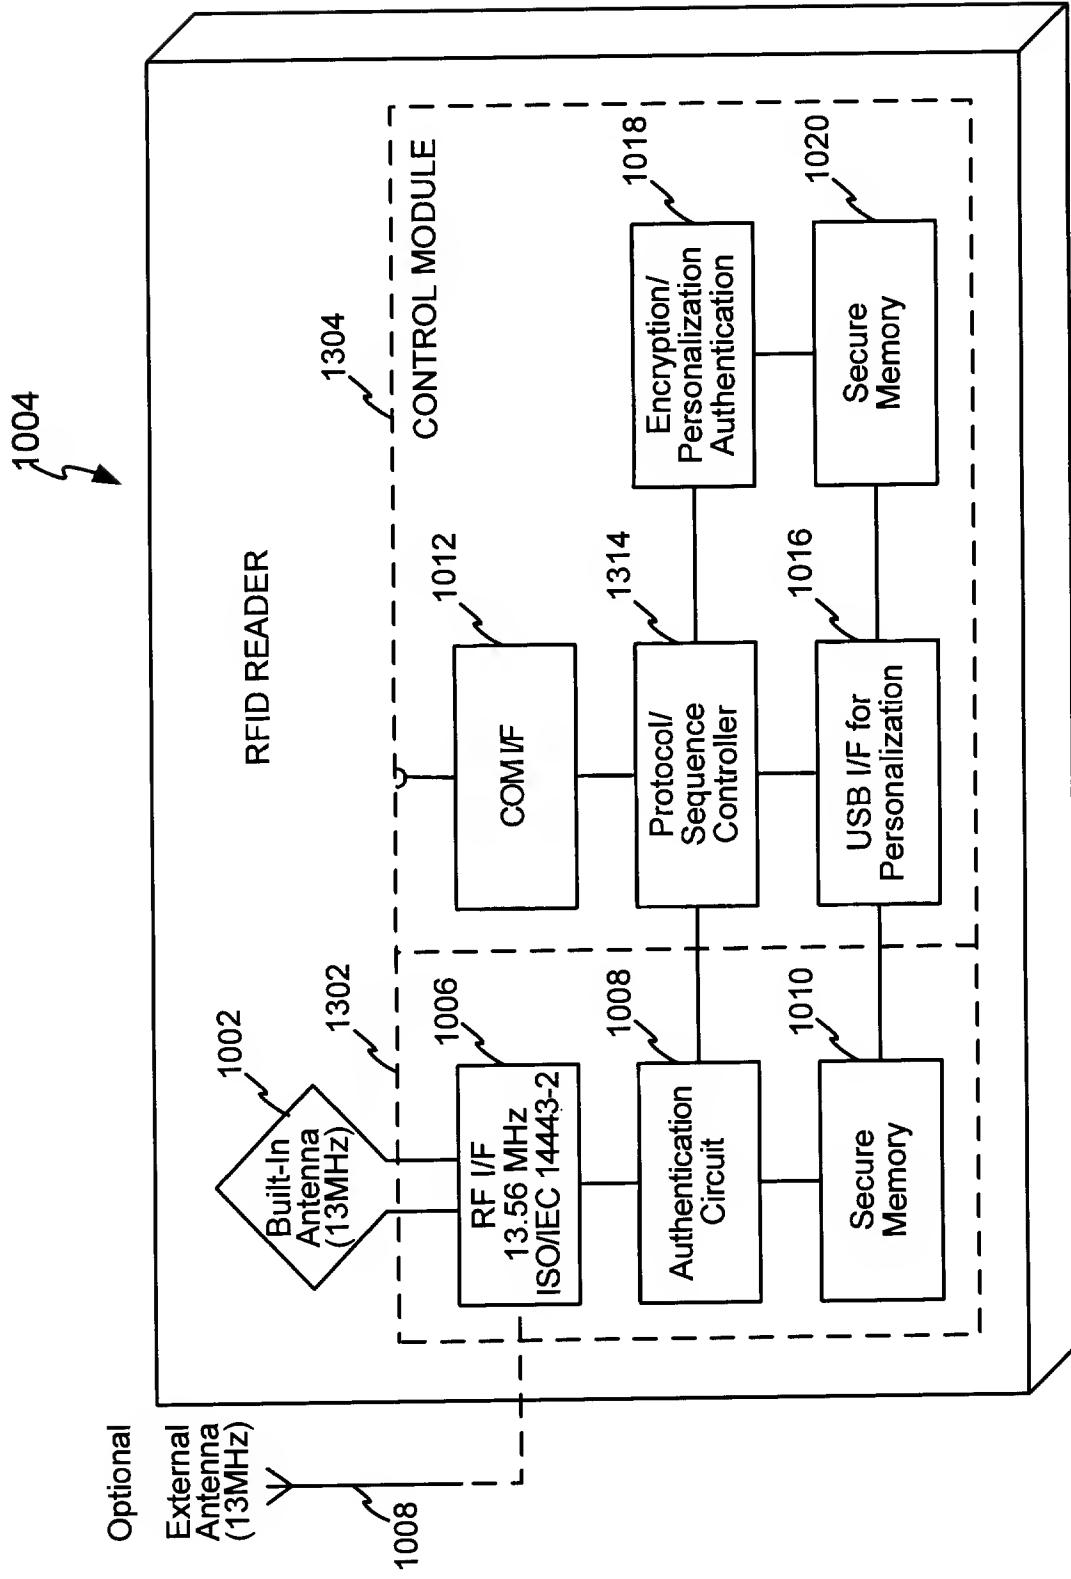 1004
RFID READER
Optional
External
Antenna
(13MHz)
1008
Built-In
Antenna
(13MHz)
1002
1302
1304
CONTROL MODULE
RF I/F
13.56 MHz
ISO/IEC 14443-2
1006
COM I/F
1012
Authentication
Circuit
1008
Protocol/
Sequence
Controller
1314
Encryption/
Personalization
Authentication
1018
Secure
Memory
1010
USB I/F for
Personalization
1016
Secure
Memory
1020